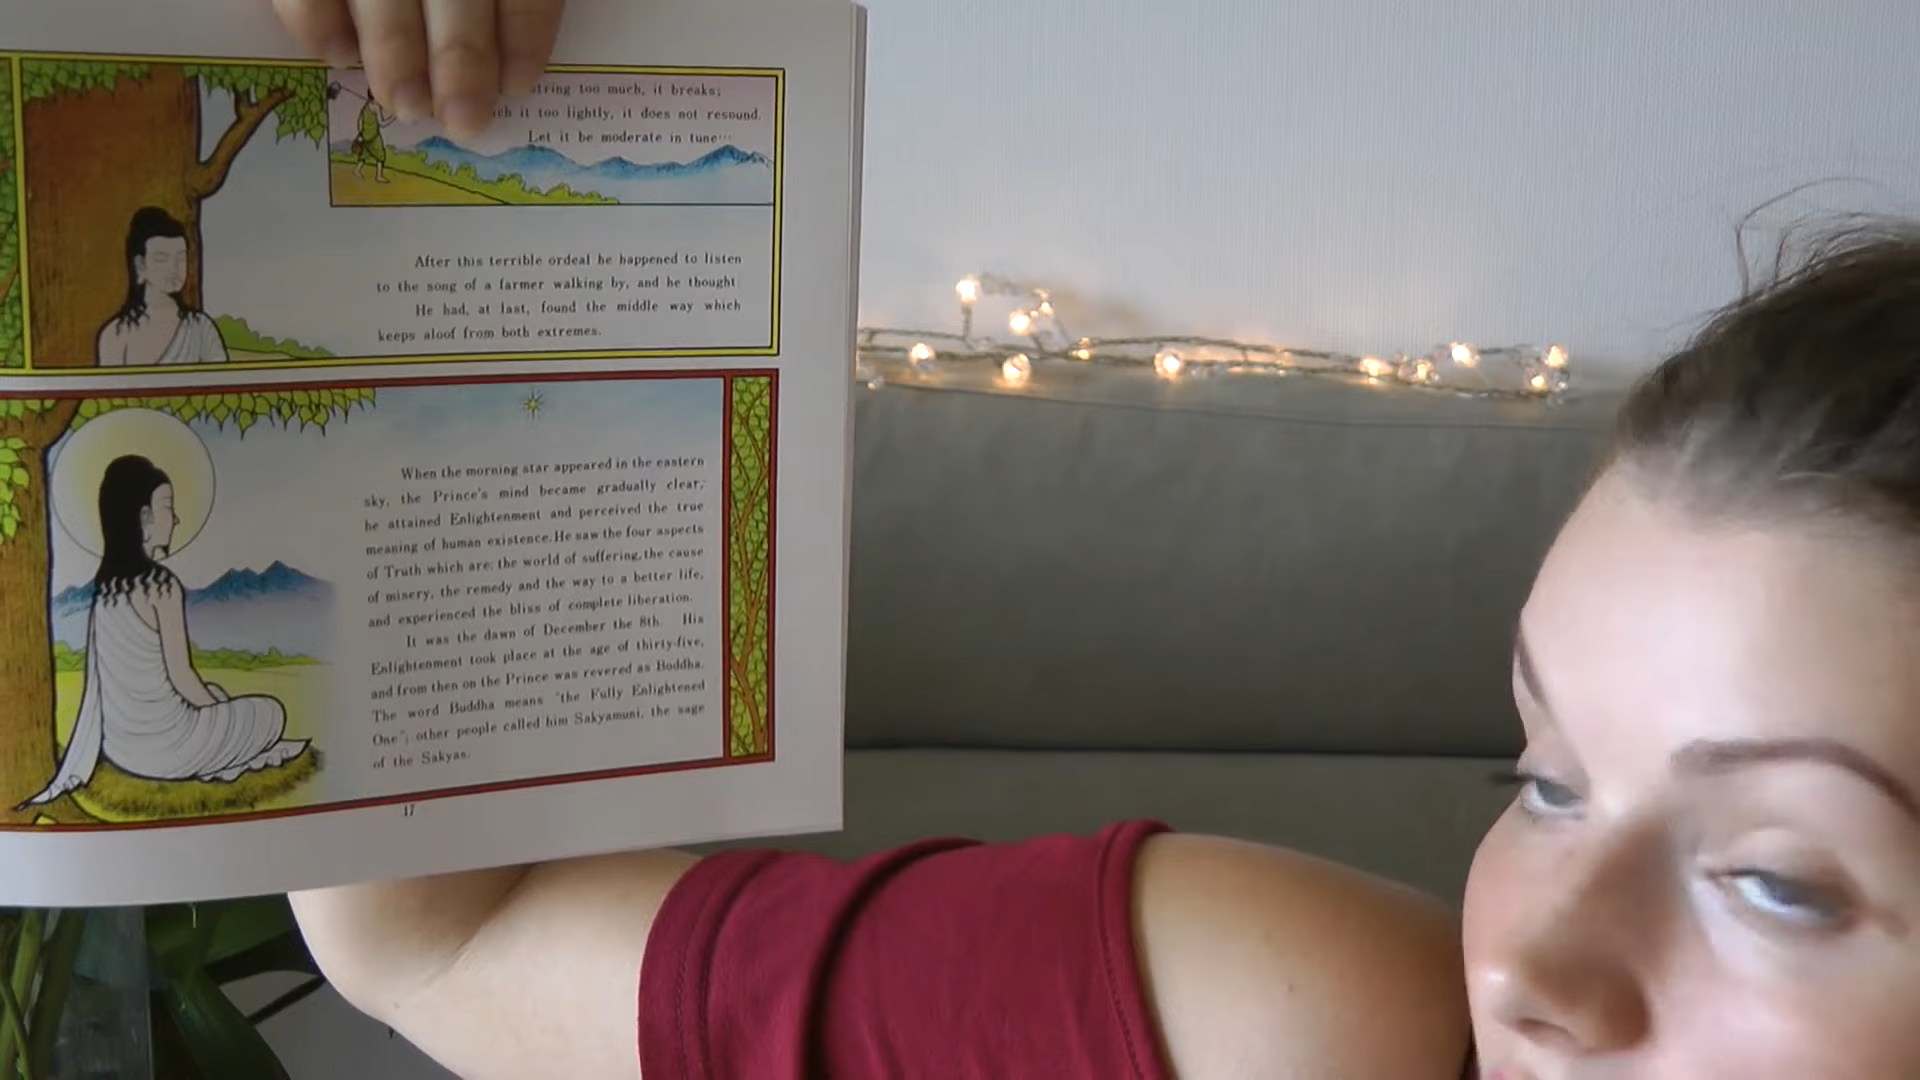 string too much, it breaks;
it too lightly, it does not resound.
Let it be moderate in tune…
After this terrible ordeal he happened to listen
to the song of a farmer walking by, and he thought
He had, at last, found the middle way which
keeps aloof from both extremes.
When the morning star appeared in the eastern
sky, the Prince's mind became gradually clear;
he attained Enlightenment and perceived the true
meaning of human existence. He saw the four aspects
of Truth which are; the world of suffering, the cause
of misery, the remedy and the way to a better life,
and experienced the bliss of complete liberation.
It was the dawn of December the 8th. His
Enlightenment took place at the age of thirty-five,
and from then on the Prince was revered as Buddha.
The word Buddha means "the Fully Enlightened
One"; other people called him Sakyamuni, the sage
of the Sakyas.
17